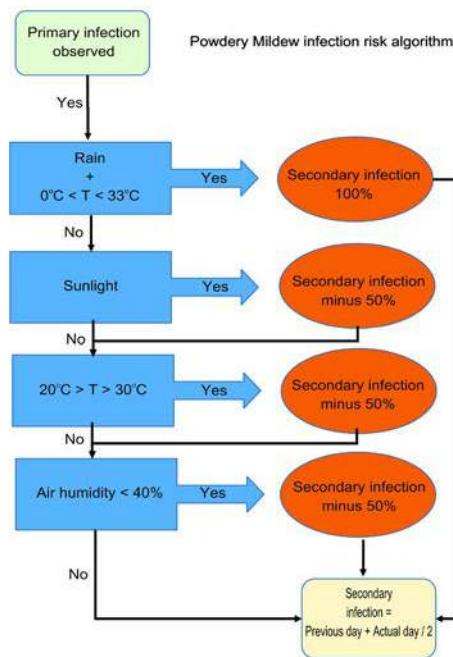 Primary infection
observed
Powdery Mildew infection risk algorithm
Yes
Rain
+
0°C < T < 33°C
Yes
Secondary infection
100%
No
Sunlight
Yes
Secondary infection
minus 50%
No
20°C > T > 30°C
Yes
Secondary infection
minus 50%
No
Air humidity < 40%
Yes
Secondary infection
minus 50%
No
Secondary
infection =
Previous day + Actual day / 2